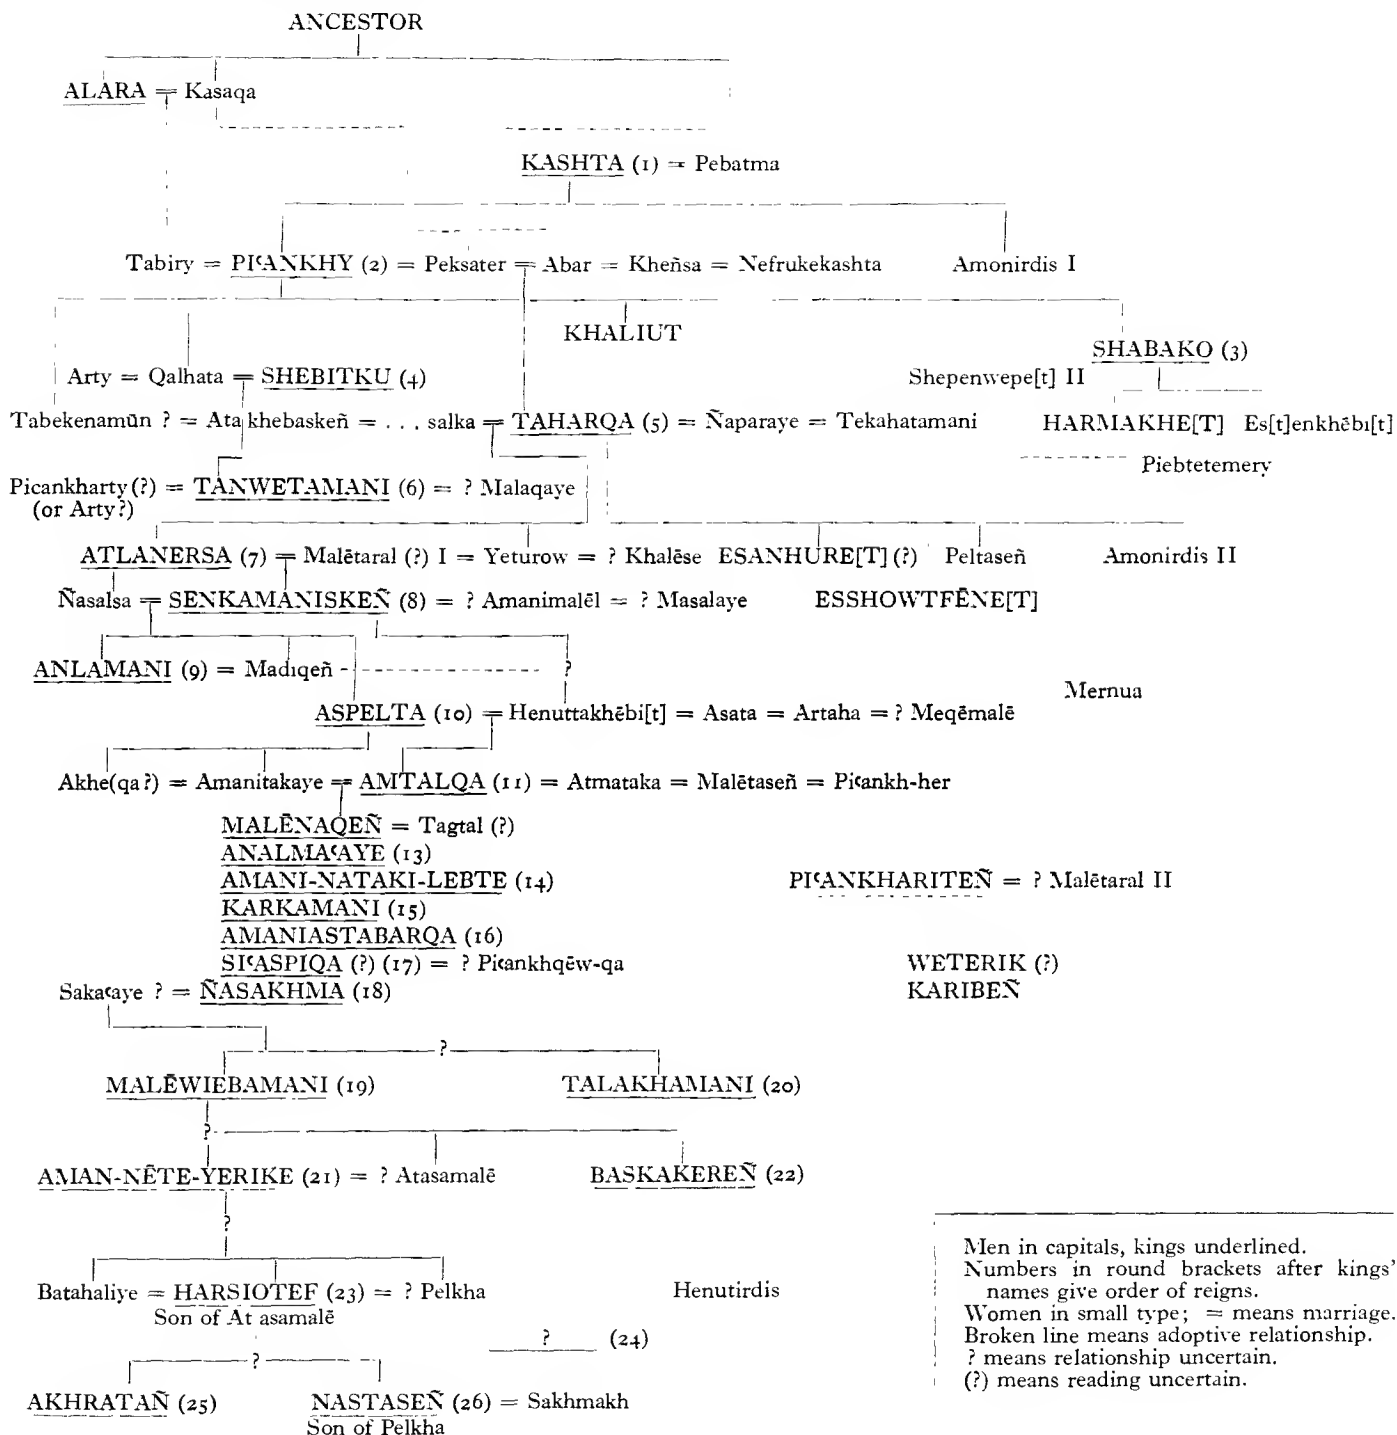 ANCESTOR
ALARA = Kasaqa
KASHTA (1) = Pebatma
Tabiry = PIꜤANKHY (2) = Peksater = Abar = Kheñsa = Nefrukekashta Amonirdis I
KHALIUT
SHABAKO (3)
Arty = Qalhata = SHEBITKU (4) Shepenwepe[t] II
Tabekenamūn ? = Ata khebaskeñ = . . . salka = TAHARQA (5) = Ñaparaye = Tekahatamani HARMAKHE[T] Es[t]enkhēbi[t]
Piebtetemery
Picankharty (?) = TANWETAMANI (6) = ? Malaqaye
(or Arty?)
ATLANERSA (7) = Malētaral (?) I = Yeturow = ? Khalēse ESANHURE[T] (?) Peltaseñ Amonirdis II
Ñasalsa = SENKAMANISKEÑ (8) = ? Amanimalēl = ? Masalaye ESSHOWTFĒNE[T]
ANLAMANI (9) = Madiqeñ ?
Mernua
ASPELTA (10) = Henuttakhēbi[t] = Asata = Artaha = ? Meqēmalē
Akhe(qa?) = Amanitakaye = AMTALQA (11) = Atmataka = Malētaseñ = PiꜤankh-her
MALĒNAQEÑ = Tagtal (?)
ANALMAꜤAYE (13)
AMANI-NATAKI-LEBTE (14) PIꜤANKHARITEÑ = ? Malētaral II
KARKAMANI (15)
AMANIASTABARQA (16)
SIꜤASPIQA (?) (17) = ? PiꜤankhqēw-qa WETERIK (?)
SakaꜤaye ? = ÑASAKHMA (18) KARIBEÑ
?
MALĒWIEBAMANI (19) TALAKHAMANI (20)
?
AMAN-NĒTE-YERIKE (21) = ? Atasamalē BASKAKEREÑ (22)
?
Batahaliye = HARSIOTEF (23) = ? Pelkha Henutirdis
Son of At asamalē
? (24)
?
AKHRATAÑ (25) NASTASEÑ (26) = Sakhmakh
Son of Pelkha
Men in capitals, kings underlined.
Numbers in round brackets after kings'
names give order of reigns.
Women in small type; = means marriage.
Broken line means adoptive relationship.
? means relationship uncertain.
(?) means reading uncertain.